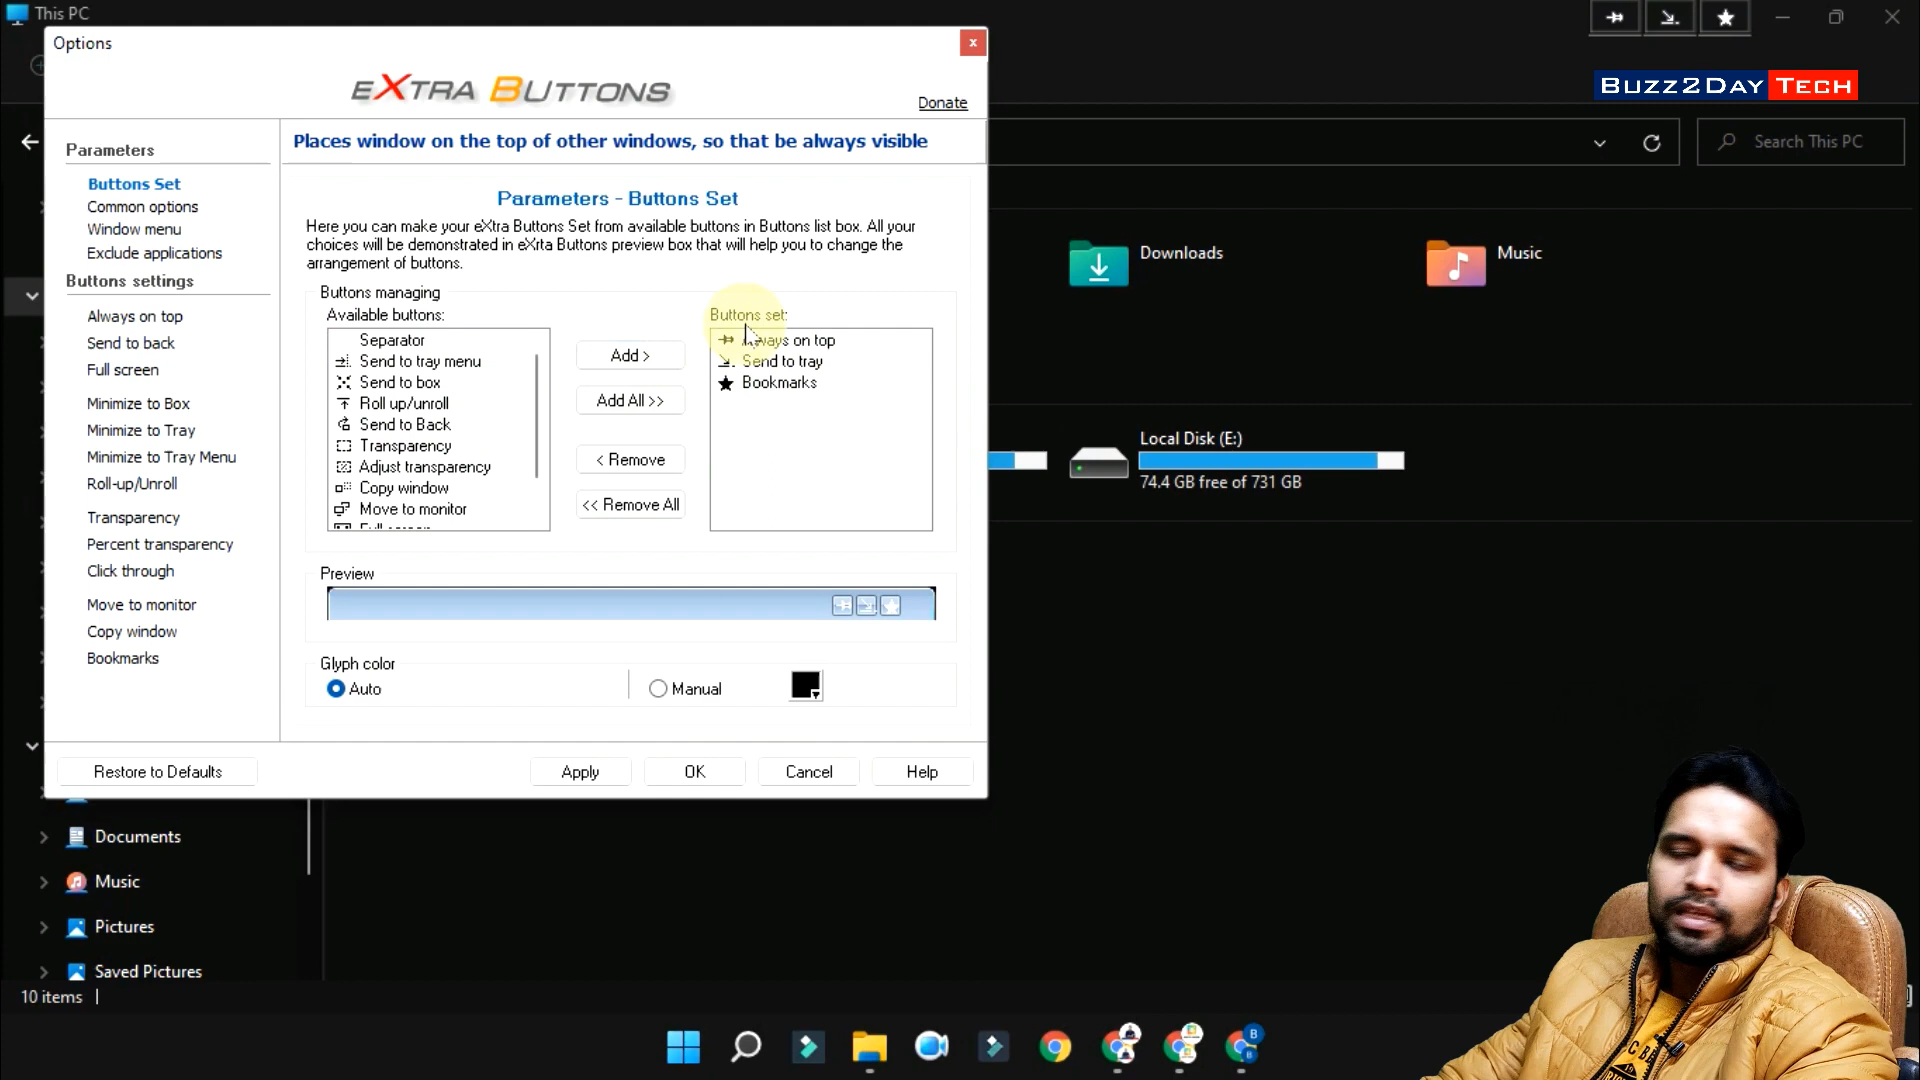 This PC
Options
x
eXtra Buttons
Donate
Buzz2Day Tech
Parameters
Buttons Set
Common options
Window menu
Exclude applications
Buttons settings
Always on top
Send to back
Full screen
Minimize to Box
Minimize to Tray
Minimize to Tray Menu
Roll-up/Unroll
Transparency
Percent transparency
Click through
Move to monitor
Copy window
Bookmarks
Places window on the top of other windows, so that be always visible
Parameters - Buttons Set
Here you can make your eXtra Buttons Set from available buttons in Buttons list box. All your
choices will be demonstrated in eXrta Buttons preview box that will help you to change the
arrangement of buttons.
Buttons managing
Available buttons:
Separator
Send to tray menu
Send to box
Roll up/unroll
Send to Back
Transparency
Adjust transparency
Copy window
Move to monitor
Add >
Add All >>
< Remove
<< Remove All
Buttons set:
Always on top
Send to tray
Bookmarks
Preview
Glyph color
Auto
Manual
Restore to Defaults
Apply
OK
Cancel
Help
Search This PC
Downloads
Music
Local Disk (E:)
74.4 GB free of 731 GB
Documents
Music
Pictures
Saved Pictures
10 items